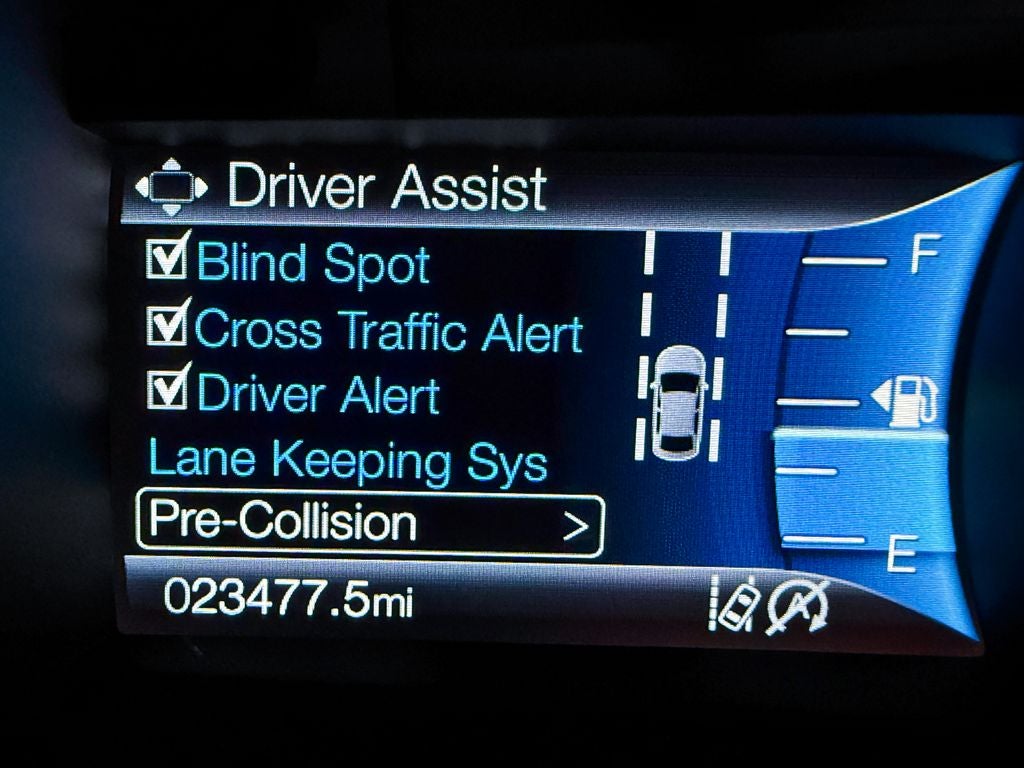 Driver Assist
Blind Spot
Cross Traffic Alert
Driver Alert
Lane Keeping Sys
Pre-Collision >
023477.5mi
F
E